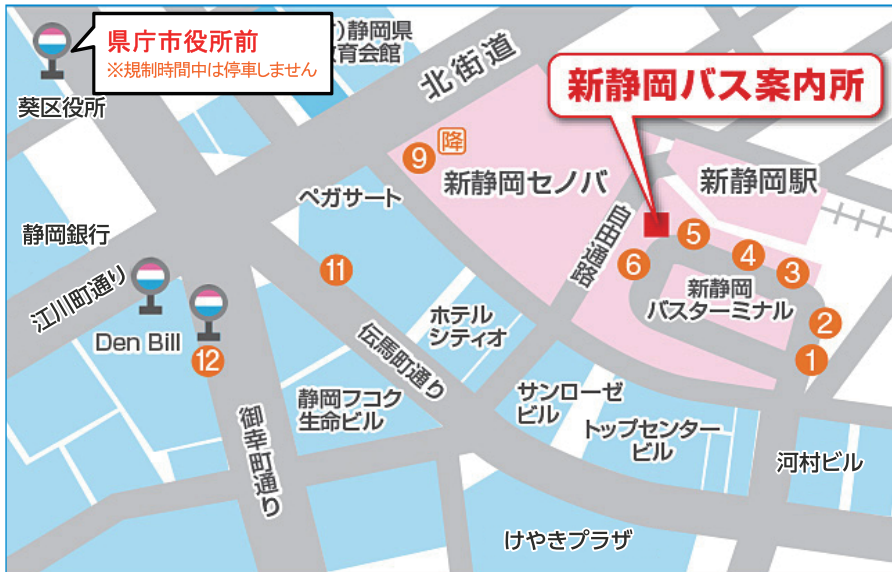 県庁市役所前
※規制時間中は停車しません
)静岡県
育会館
北街道
新静岡バス案内所
葵区役所
9
降
新静岡セノバ
新静岡駅
ペガサート
自由通路
静岡銀行
5
4
3
6
11
新静岡
バスターミナル
江川町通り
2
1
Den Bill
12
伝馬町通り
ホテル
シティオ
静岡フコク
生命ビル
サンローゼ
ビル
トップセンター
ビル
御幸町通り
河村ビル
けやきプラザ